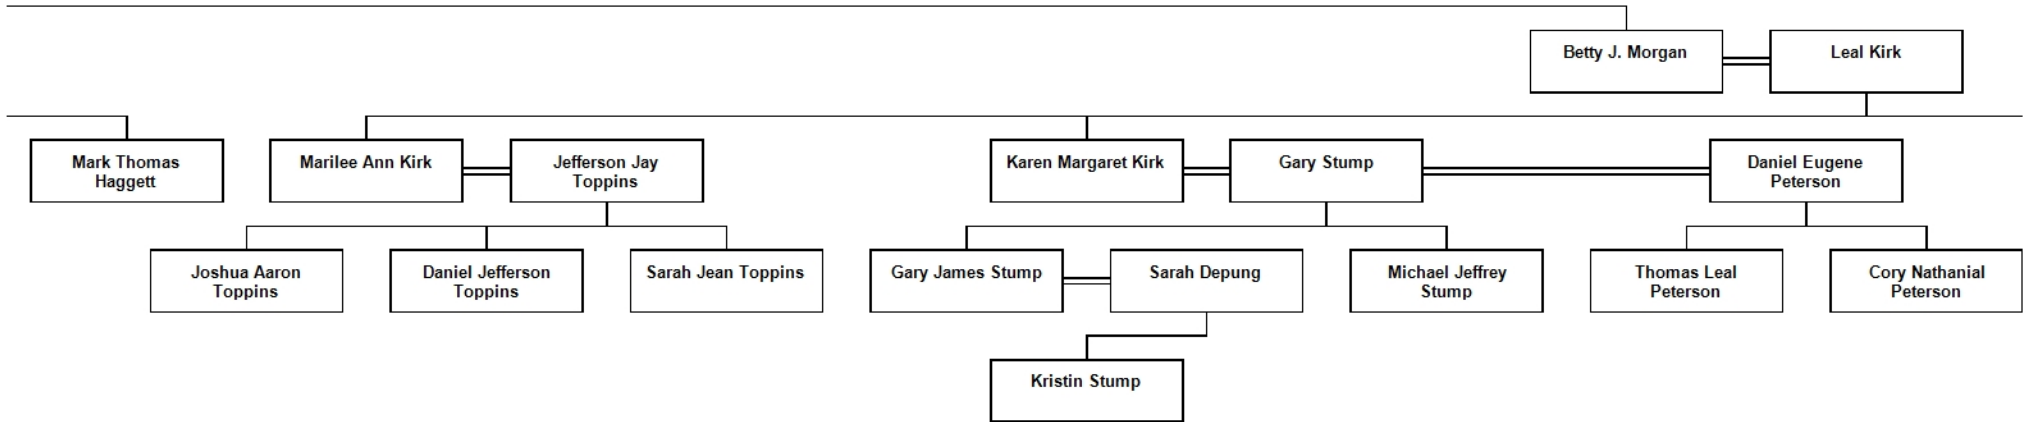 Betty J. Morgan
Leal Kirk
Mark Thomas
Haggett
Marilee Ann Kirk
Jefferson Jay
Toppins
Karen Margaret Kirk
Gary Stump
Daniel Eugene
Peterson
Joshua Aaron
Toppins
Daniel Jefferson
Toppins
Sarah Jean Toppins
Gary James Stump
Sarah Depung
Michael Jeffrey
Stump
Thomas Leal
Peterson
Cory Nathanial
Peterson
Kristin Stump